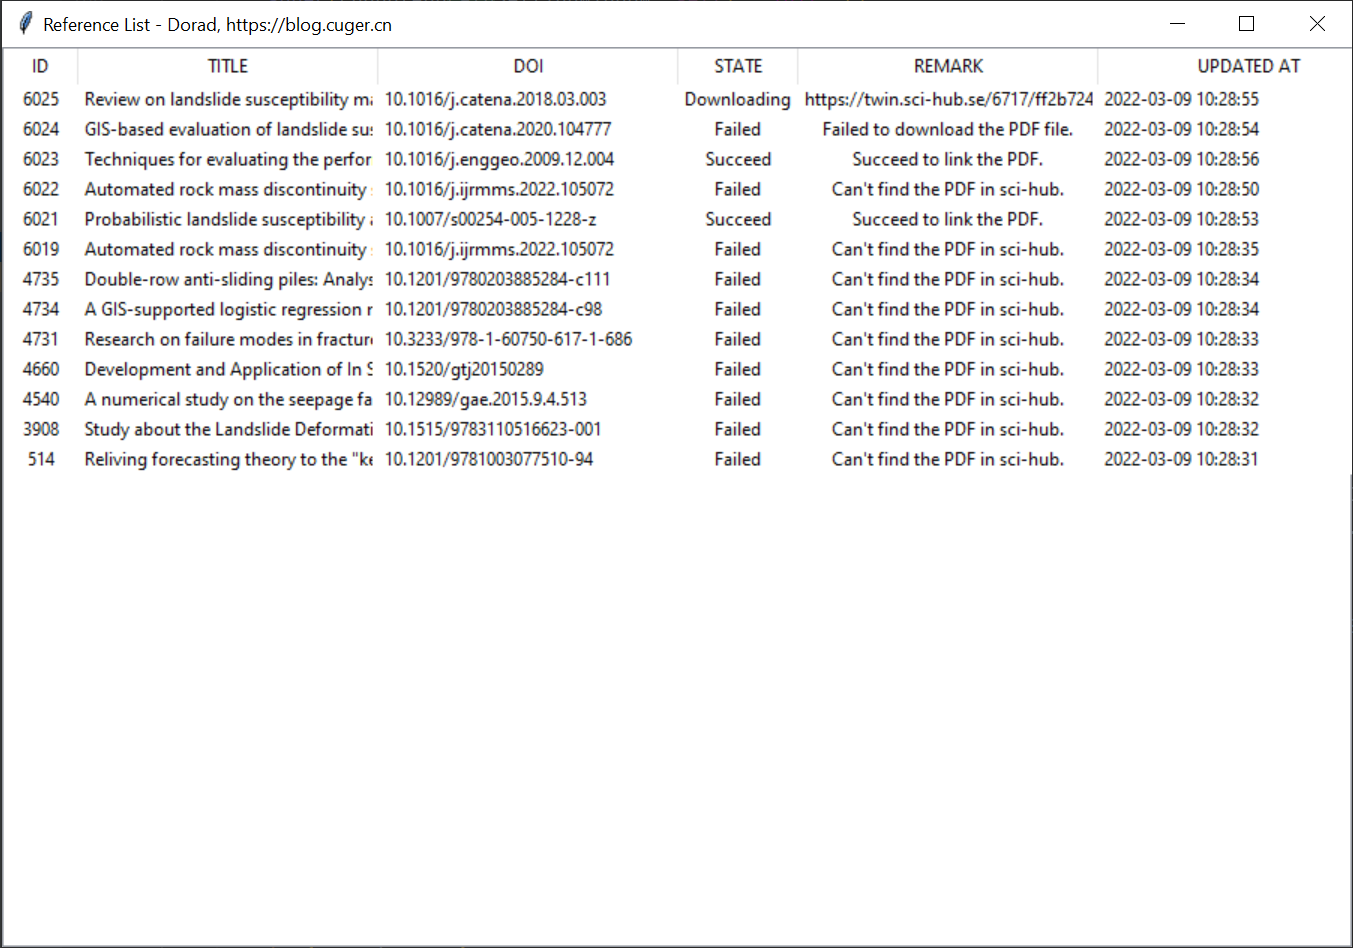 Reference List - Dorad, https://blog.cuger.cn
ID TITLE DOI STATE REMARK UPDATED AT
6025 Review on landslide susceptibility 10.1016/j.catena.2018.03.003 Downloading https://twin.sci-hub.se/6717/ff2b724 2022-03-09 10:28:55
6024 GIS-based evaluation of landslide 10.1016/j.catena.2020.104777 Failed Failed to download the PDF file. 2022-03-09 10:28:54
6023 Techniques for evaluating the perfor 10.1016/j.enggeo.2009.12.004 Succeed Succeed to link the PDF. 2022-03-09 10:28:56
6022 Automated rock mass discontinuity 10.1016/j.ijrmms.2022.105072 Failed Can't find the PDF in sci-hub. 2022-03-09 10:28:50
6021 Probabilistic landslide susceptibility 10.1007/s00254-005-1228-z Succeed Succeed to link the PDF. 2022-03-09 10:28:53
6019 Automated rock mass discontinuity 10.1016/j.ijrmms.2022.105072 Failed Can't find the PDF in sci-hub. 2022-03-09 10:28:35
4735 Double-row anti-sliding piles: Analys 10.1201/9780203885284-c111 Failed Can't find the PDF in sci-hub. 2022-03-09 10:28:34
4734 A GIS-supported logistic regression 10.1201/9780203885284-c98 Failed Can't find the PDF in sci-hub. 2022-03-09 10:28:34
4731 Research on failure modes in fractur 10.3233/978-1-60750-617-1-686 Failed Can't find the PDF in sci-hub. 2022-03-09 10:28:33
4660 Development and Application of In S 10.1520/gtj20150289 Failed Can't find the PDF in sci-hub. 2022-03-09 10:28:33
4540 A numerical study on the seepage fa 10.12989/gae.2015.9.4.513 Failed Can't find the PDF in sci-hub. 2022-03-09 10:28:32
3908 Study about the Landslide Deformati 10.1515/9783110516623-001 Failed Can't find the PDF in sci-hub. 2022-03-09 10:28:32
514 Reliving forecasting theory to the 10.1201/9781003077510-94 Failed Can't find the PDF in sci-hub. 2022-03-09 10:28:31